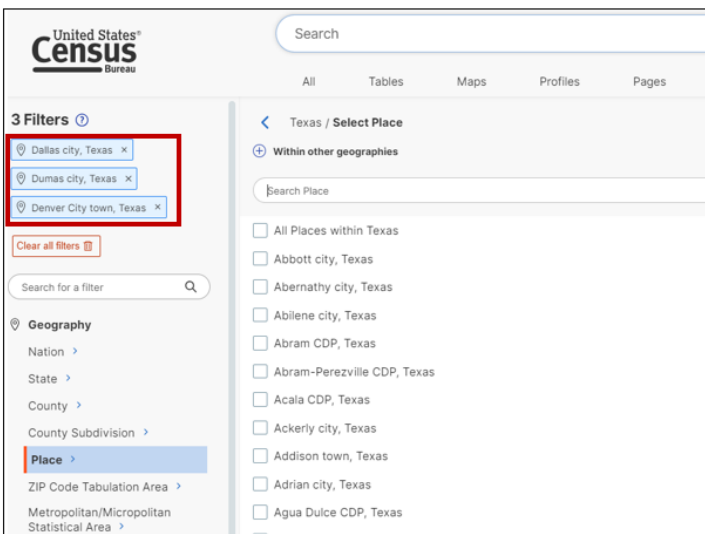 United States®
Census
Bureau
Search
All Tables Maps Profiles Pages
3 Filters ?
Dallas city, Texas ×
Dumas city, Texas ×
Denver City town, Texas ×
Clear all filters
Search for a filter
Geography
Nation >
State >
County >
County Subdivision >
Place >
ZIP Code Tabulation Area >
Metropolitan/Micropolitan
Statistical Area >
Texas / Select Place
Within other geographies
Search Place
All Places within Texas
Abbott city, Texas
Abernathy city, Texas
Abilene city, Texas
Abram CDP, Texas
Abram-Perezville CDP, Texas
Acala CDP, Texas
Ackerly city, Texas
Addison town, Texas
Adrian city, Texas
Agua Dulce CDP, Texas